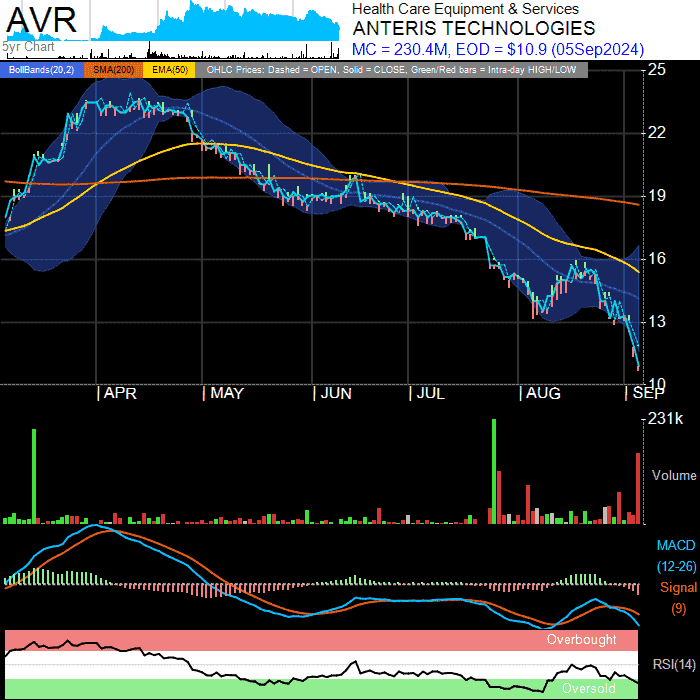 AVR
5yr Chart
Health Care Equipment & Services
ANTERIS TECHNOLOGIES
MC = 230.4M, EOD = $10.9 (05Sep2024)
BollBands(20,2) SMA(200) EMA(50) OHLC Prices: Dashed = OPEN, Solid = CLOSE, Green/Red bars = Intra-day HIGH/LOW
25
22
19
16
13
10
APR MAY JUN JUL AUG SEP
231k
Volume
MACD
(12-26)
Signal
(9)
Overbought
RSI(14)
Oversold